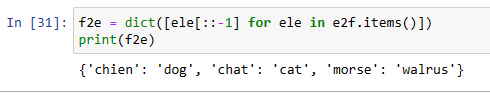 In [31]: f2e = dict([ele[::-1] for ele in e2f.items()])
print(f2e)
{'chien': 'dog', 'chat': 'cat', 'morse': 'walrus'}